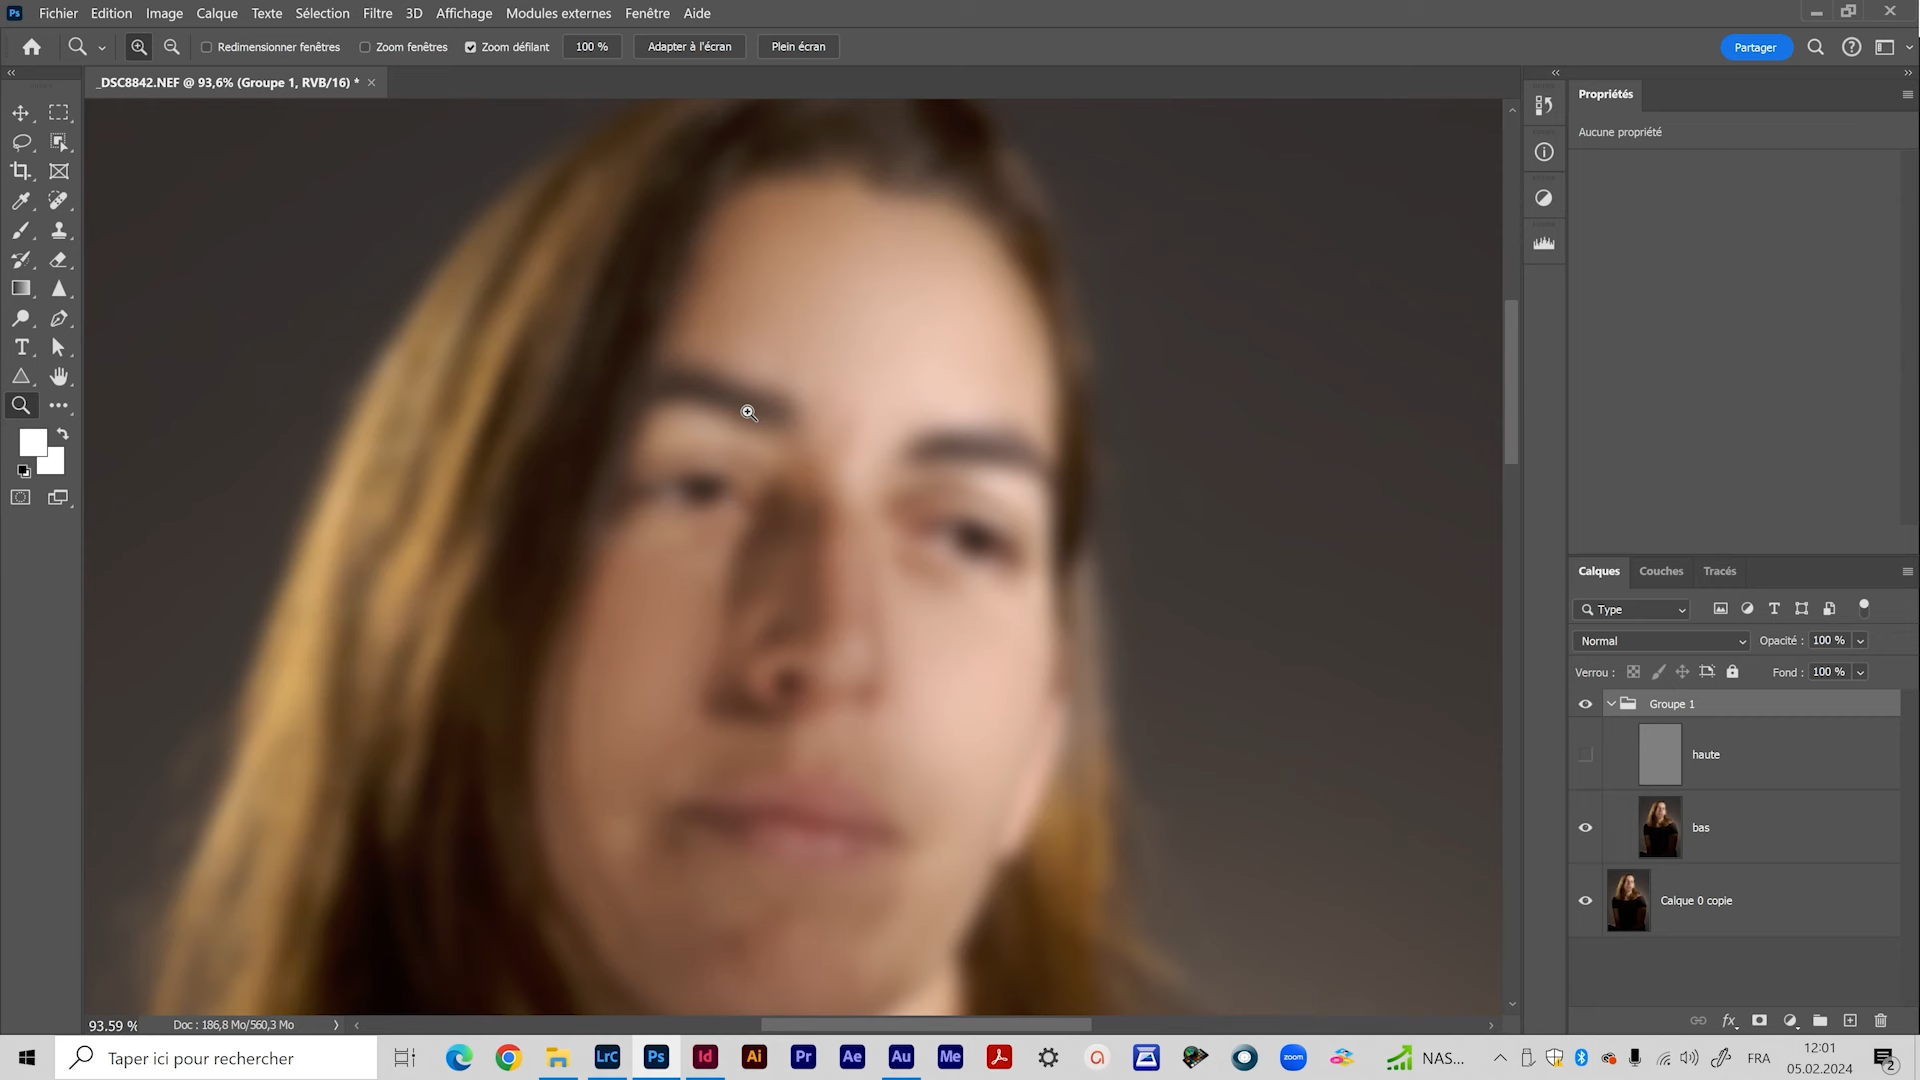 Ps Fichier Edition Image Calque Texte Sélection Filtre 3D Affichage Modules externes Fenêtre Aide
Redimensionner fenêtres Zoom fenêtres Zoom défilant 100 % Adapter à l'écran Plein écran Partager
_DSC8842.NEF @ 93,6% (Groupe 1, RVB/16) *
Propriétés
Aucune propriété
Calques Couches Tracés
Type
Normal Opacité : 100 %
Verrou : Fond : 100 %
Groupe 1
haute
bas
Calque 0 copie
93.59 % Doc : 186,8 Mo/560,3 Mo
Taper ici pour rechercher LrC Ps Id Ai Pr Ae Au Me zoom NAS... FRA 12:01
05.02.2024 2